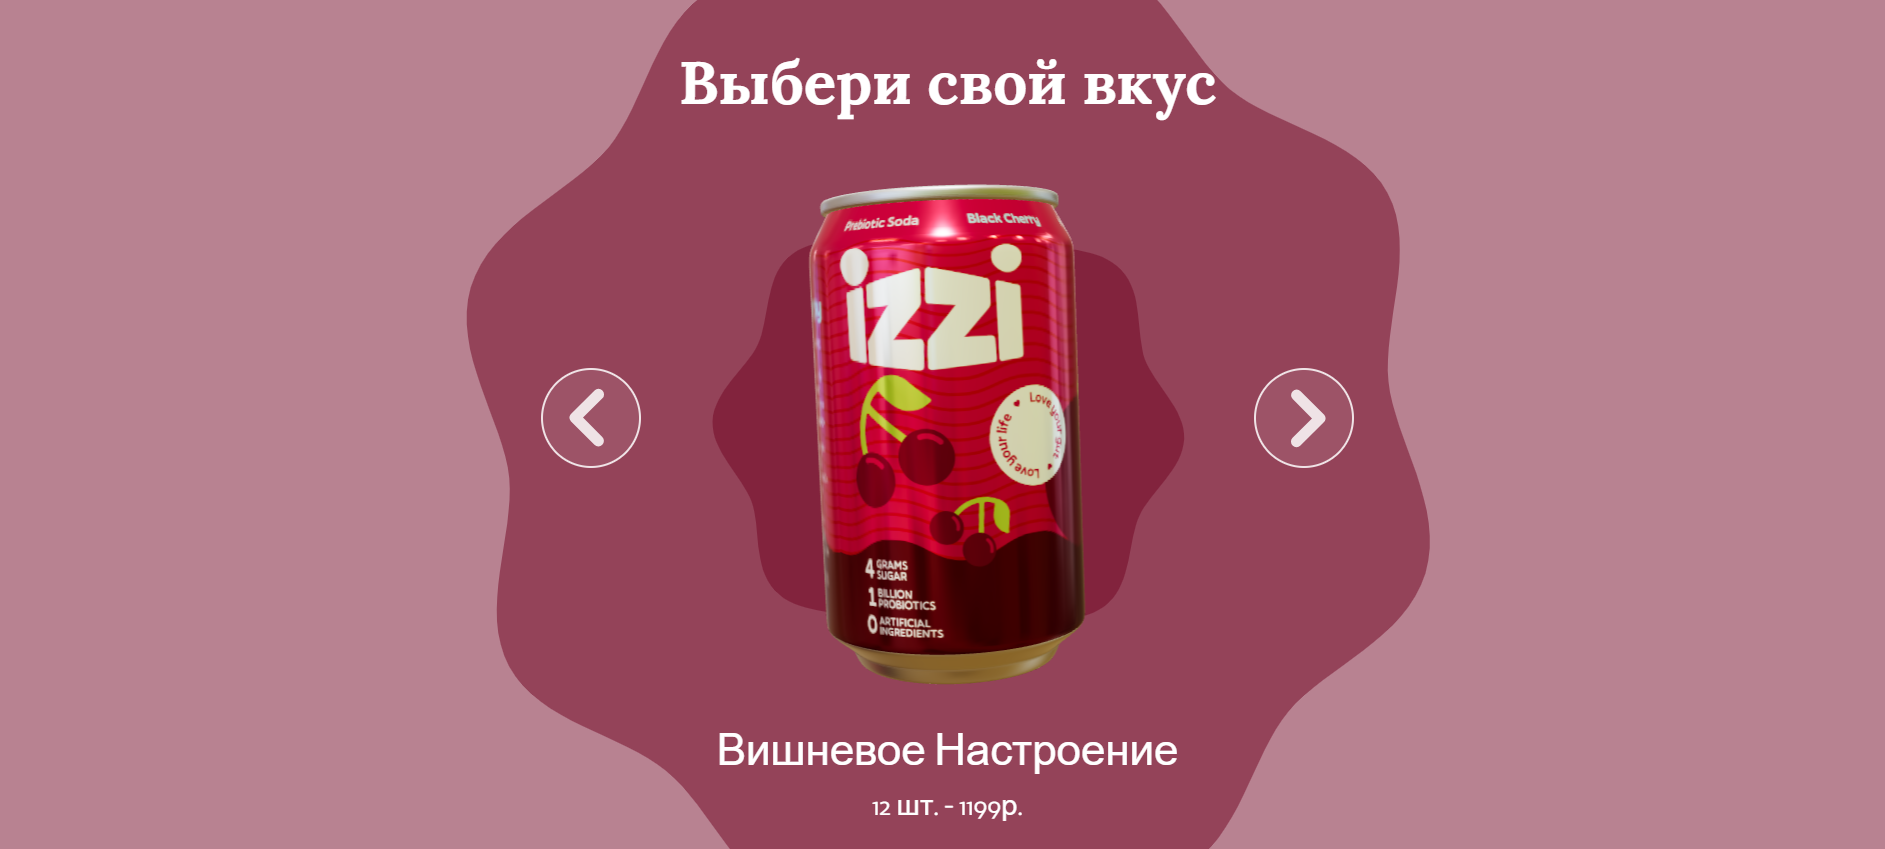 Выбери свой вкус
Prebiotic Soda
Black Cherry
izzi
Love your gut
Love your life
4 GRAMS
SUGAR
1 BILLION
PROBIOTICS
0 ARTIFICIAL
INGREDIENTS
Вишневое Настроение
12 шт. - 1199р.